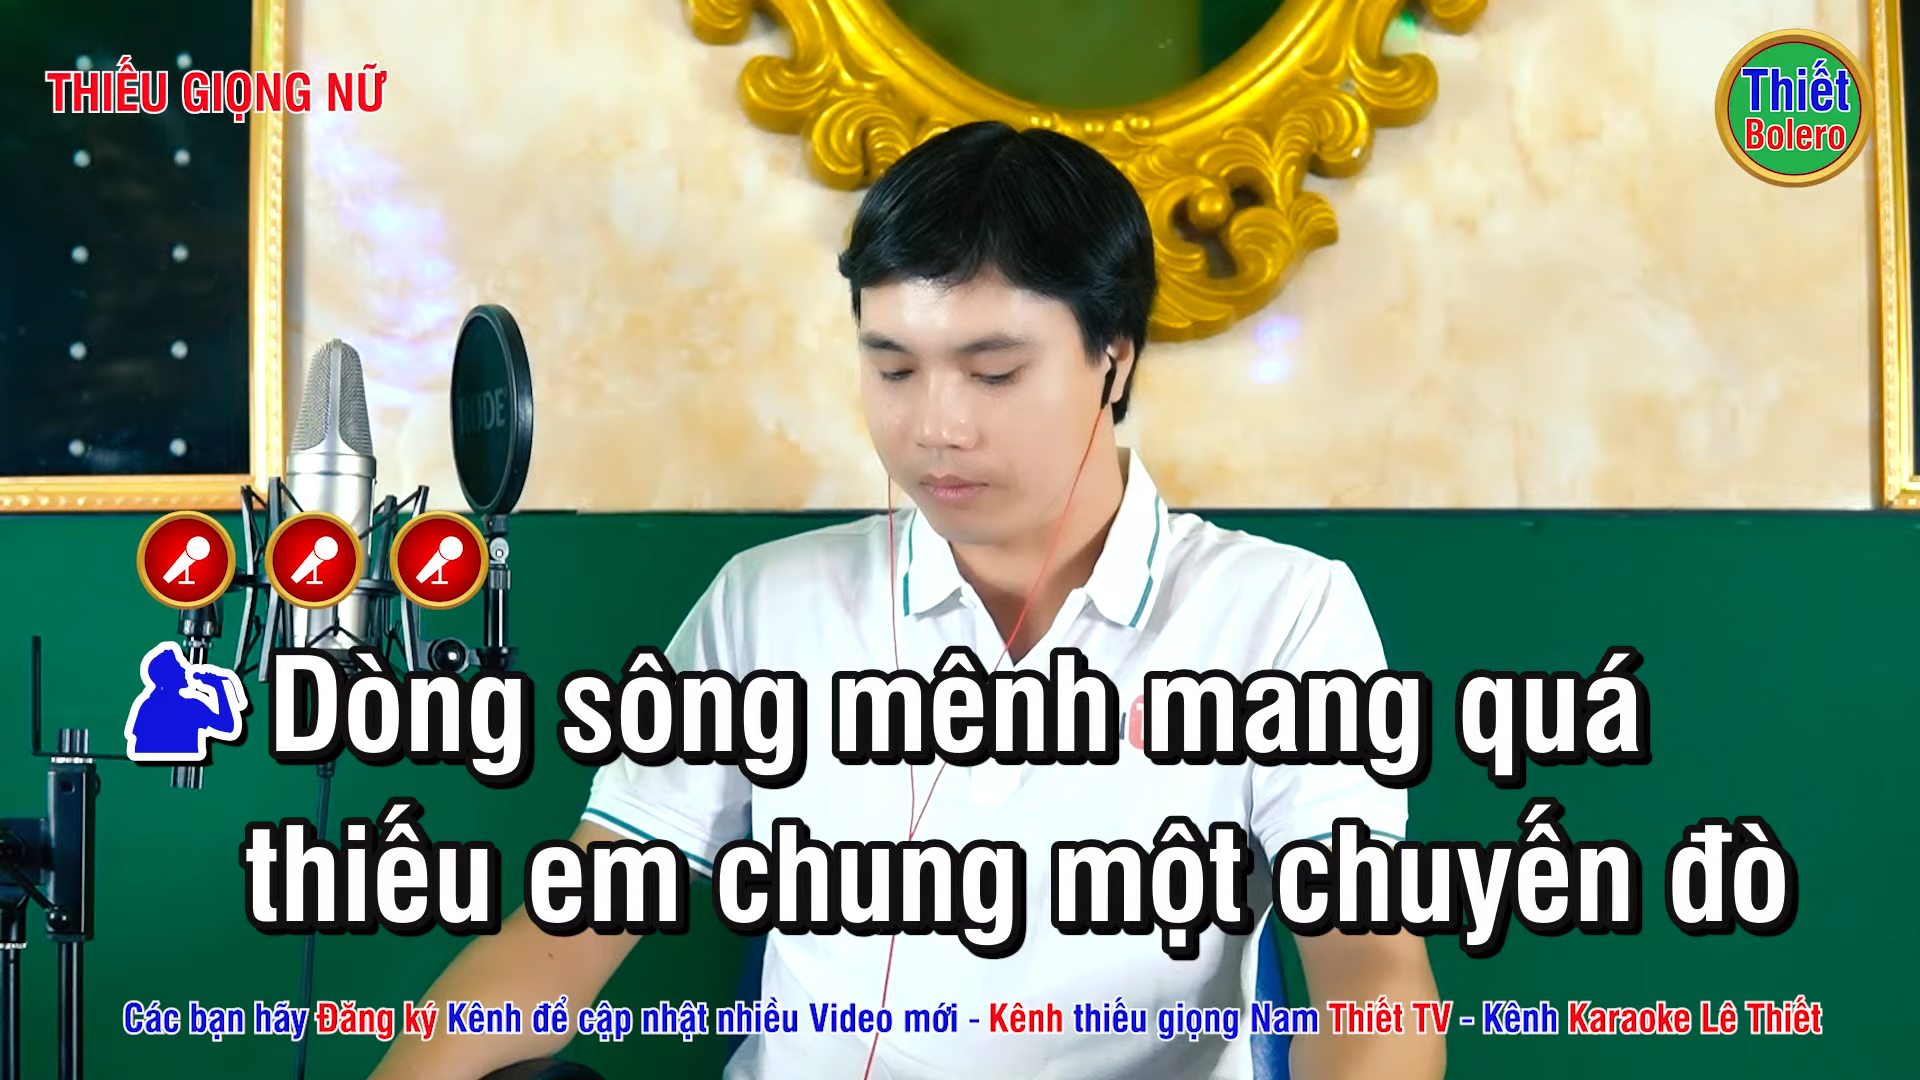 THIẾU GIỌNG NỮ
Thiết
Bolero
RODE
Dòng sông mênh mang quá
thiếu em chung một chuyến đò
Các bạn hãy Đăng ký Kênh để cập nhật nhiều Video mới - Kênh thiếu giọng Nam Thiết TV - Kênh Karaoke Lê Thiết